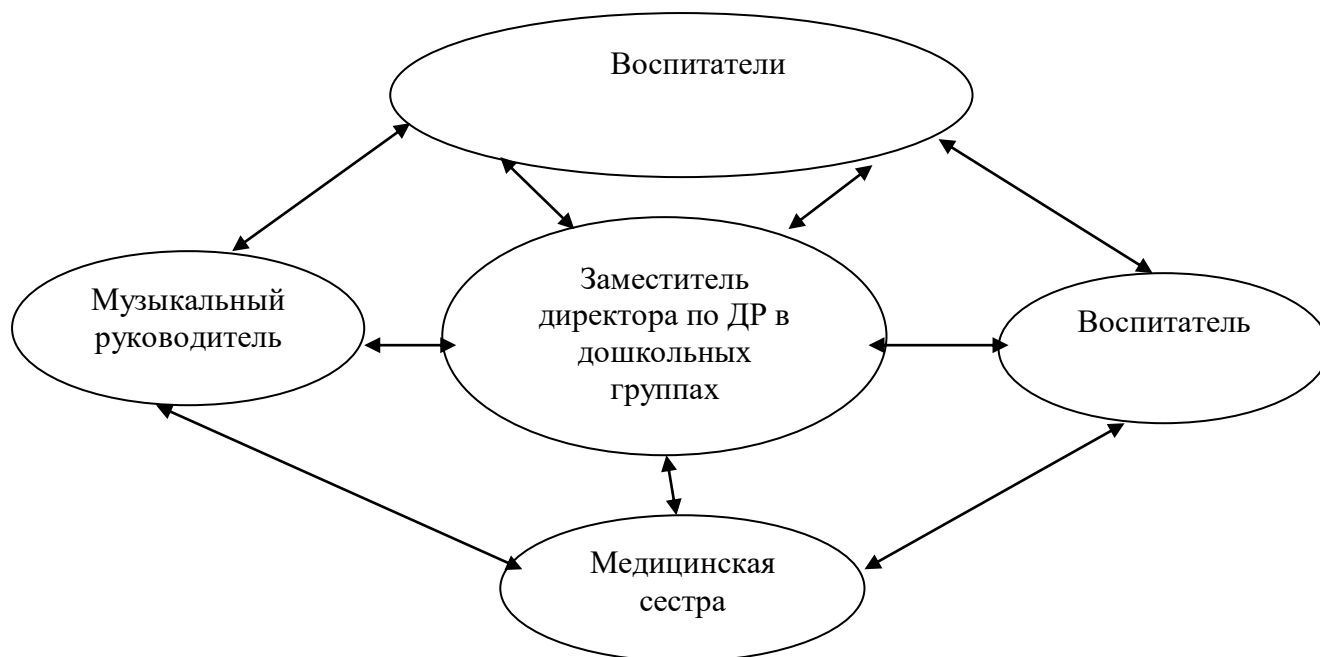 Воспитатели
Музыкальный
руководитель
Заместитель
директора по ДР в
дошкольных
группах
Воспитатель
Медицинская
сестра